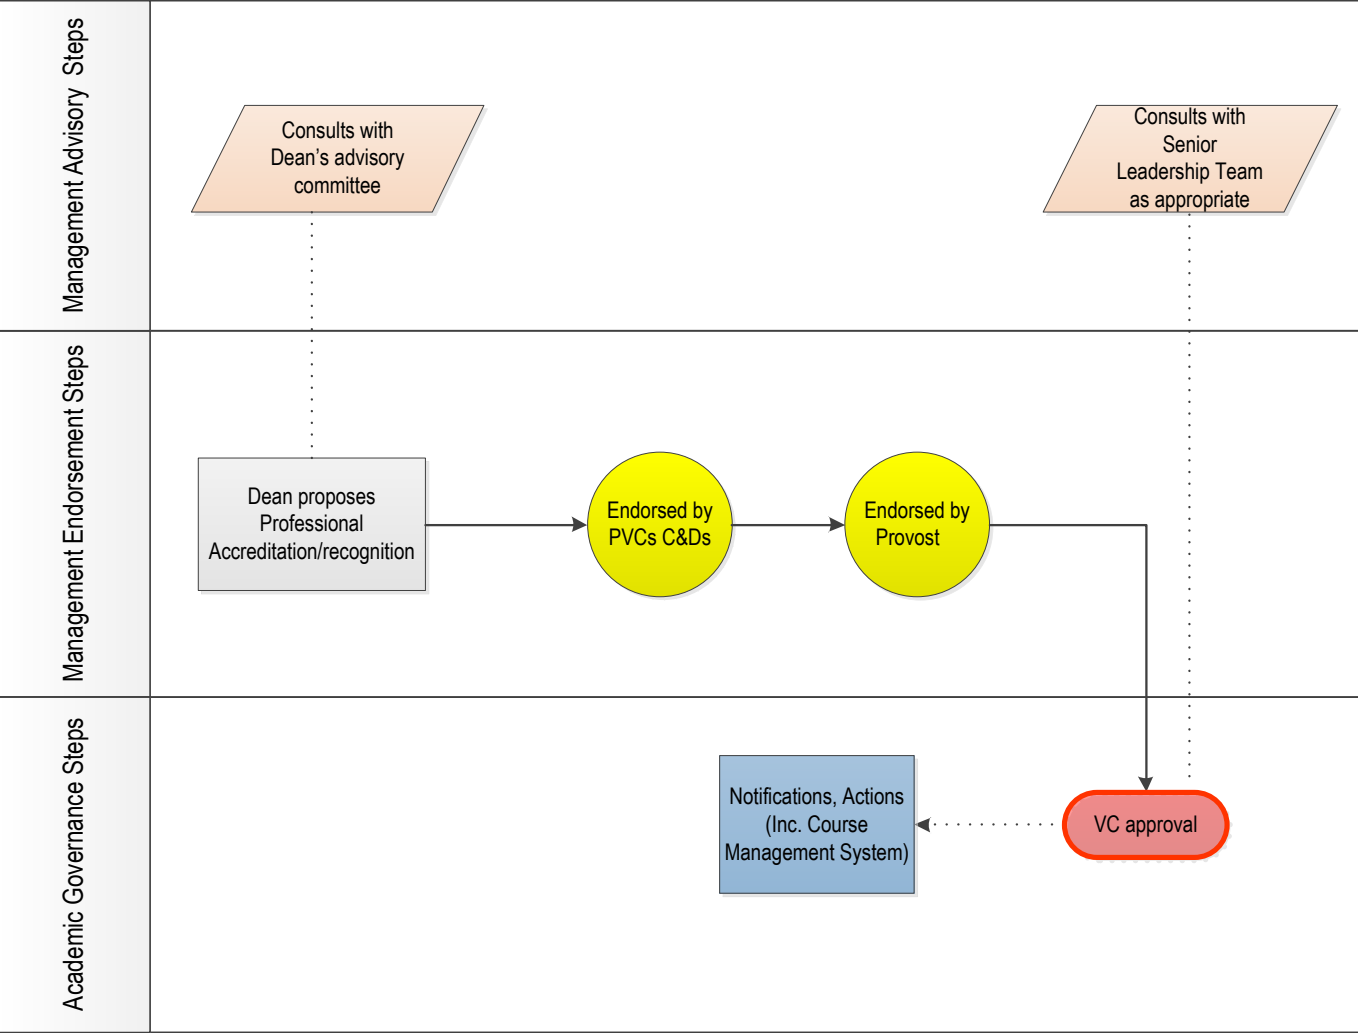 Management Advisory  Steps
Consults with
Dean's advisory
committee
Consults with
Senior
Leadership Team
as appropriate
Management Endorsement Steps
Dean proposes
Professional
Accreditation/recognition
Endorsed by
PVCs C&Ds
Endorsed by
Provost
Academic Governance Steps
Notifications, Actions
(Inc. Course
Management System)
VC approval